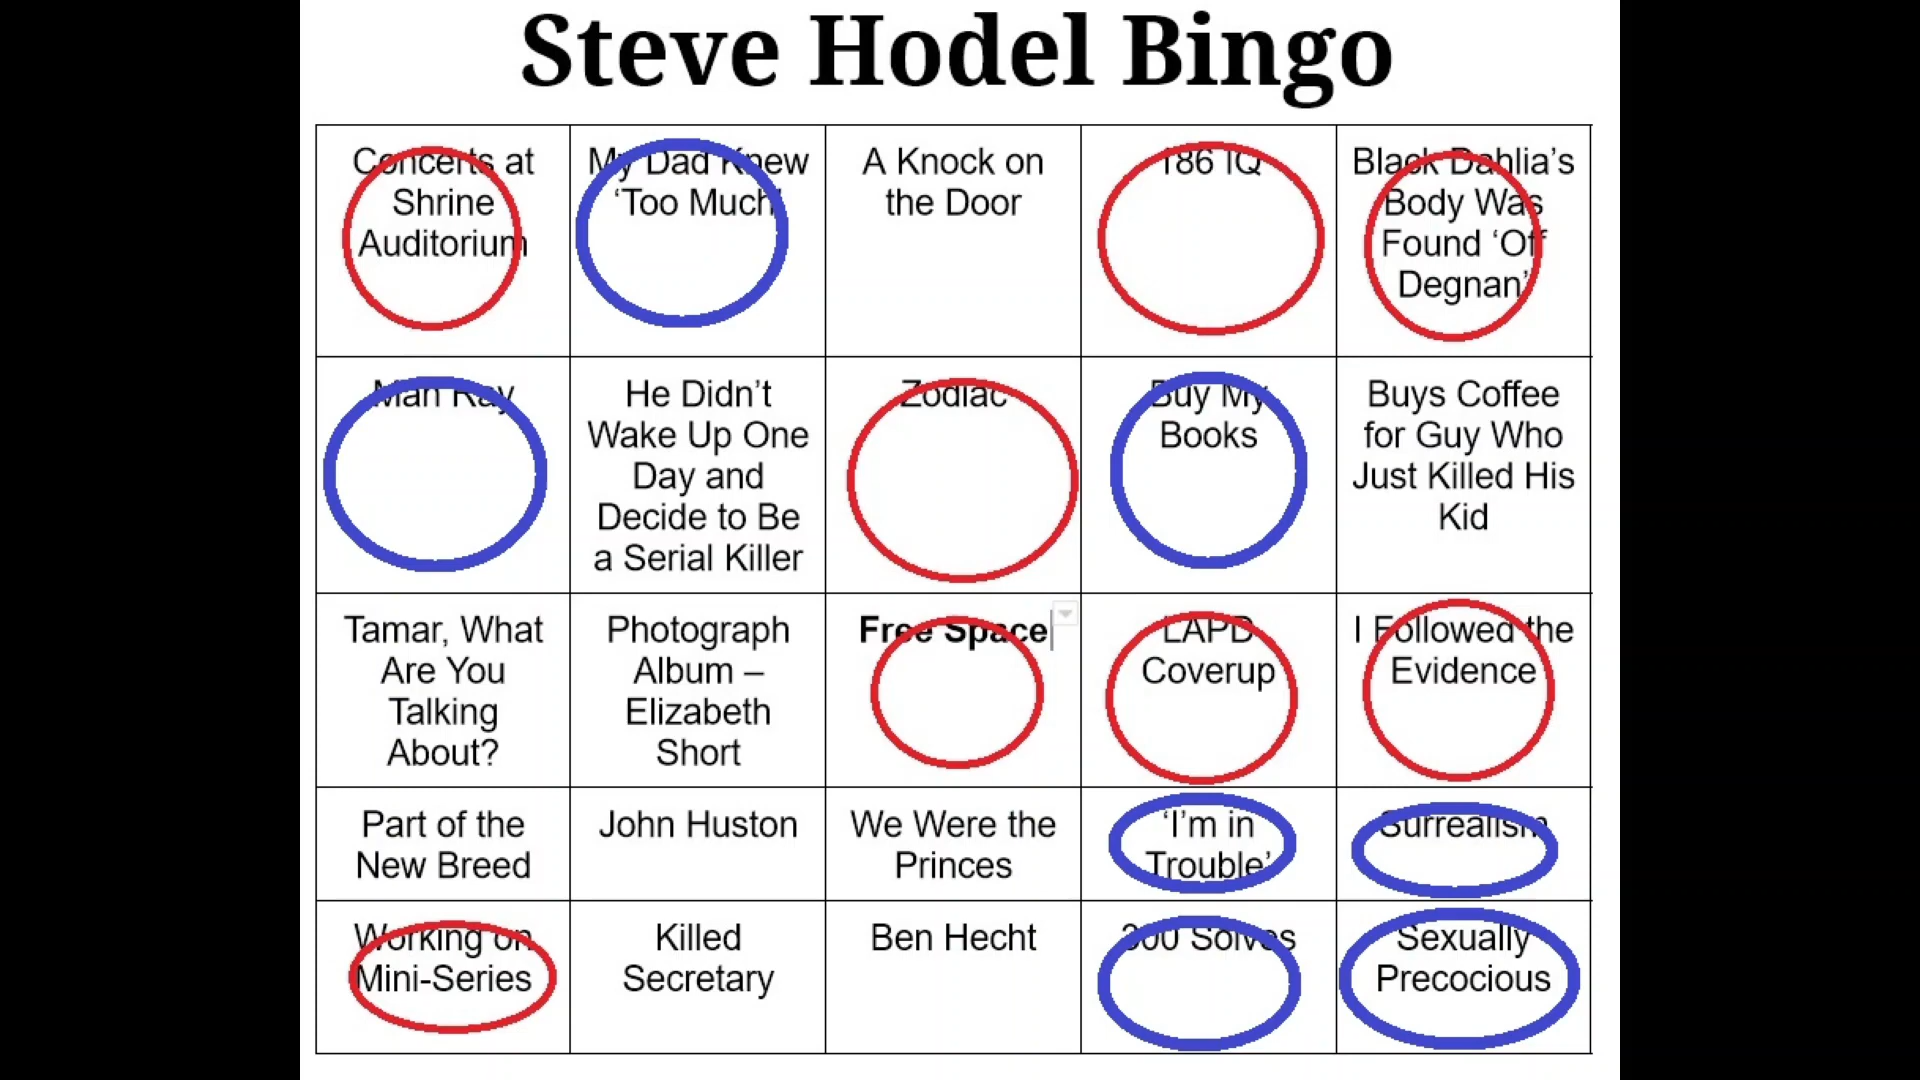 Steve Hodel Bingo
Concerts at
Shrine
Auditorium
My Dad Knew
‘Too Much’
A Knock on
the Door
186 IQ
Black Dahlia’s
Body Was
Found ‘Off
Degnan’
Man Ray
He Didn’t
Wake Up One
Day and
Decide to Be
a Serial Killer
Zodiac
Buy My
Books
Buys Coffee
for Guy Who
Just Killed His
Kid
Tamar, What
Are You
Talking
About?
Photograph
Album –
Elizabeth
Short
Free Space
LAPD
Coverup
I Followed the
Evidence
Part of the
New Breed
John Huston
We Were the
Princes
‘I’m in
Trouble’
Surrealism
Working on
Mini-Series
Killed
Secretary
Ben Hecht
300 Solves
Sexually
Precocious